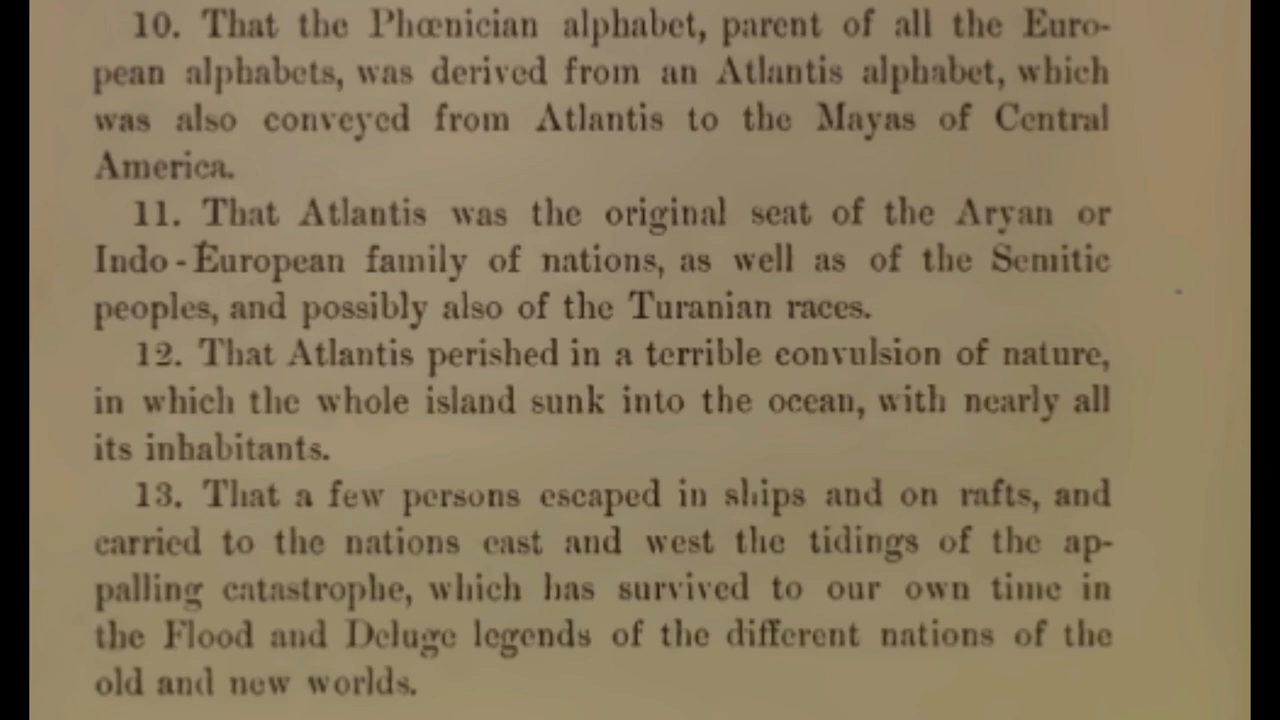 10. That the Phœnician alphabet, parent of all the Euro-
pean alphabets, was derived from an Atlantis alphabet, which
was also conveyed from Atlantis to the Mayas of Central
America.
11. That Atlantis was the original seat of the Aryan or
Indo-European family of nations, as well as of the Semitic
peoples, and possibly also of the Turanian races.
12. That Atlantis perished in a terrible convulsion of nature,
in which the whole island sunk into the ocean, with nearly all
its inhabitants.
13. That a few persons escaped in ships and on rafts, and
carried to the nations east and west the tidings of the ap-
palling catastrophe, which has survived to our own time in
the Flood and Deluge legends of the different nations of the
old and new worlds.